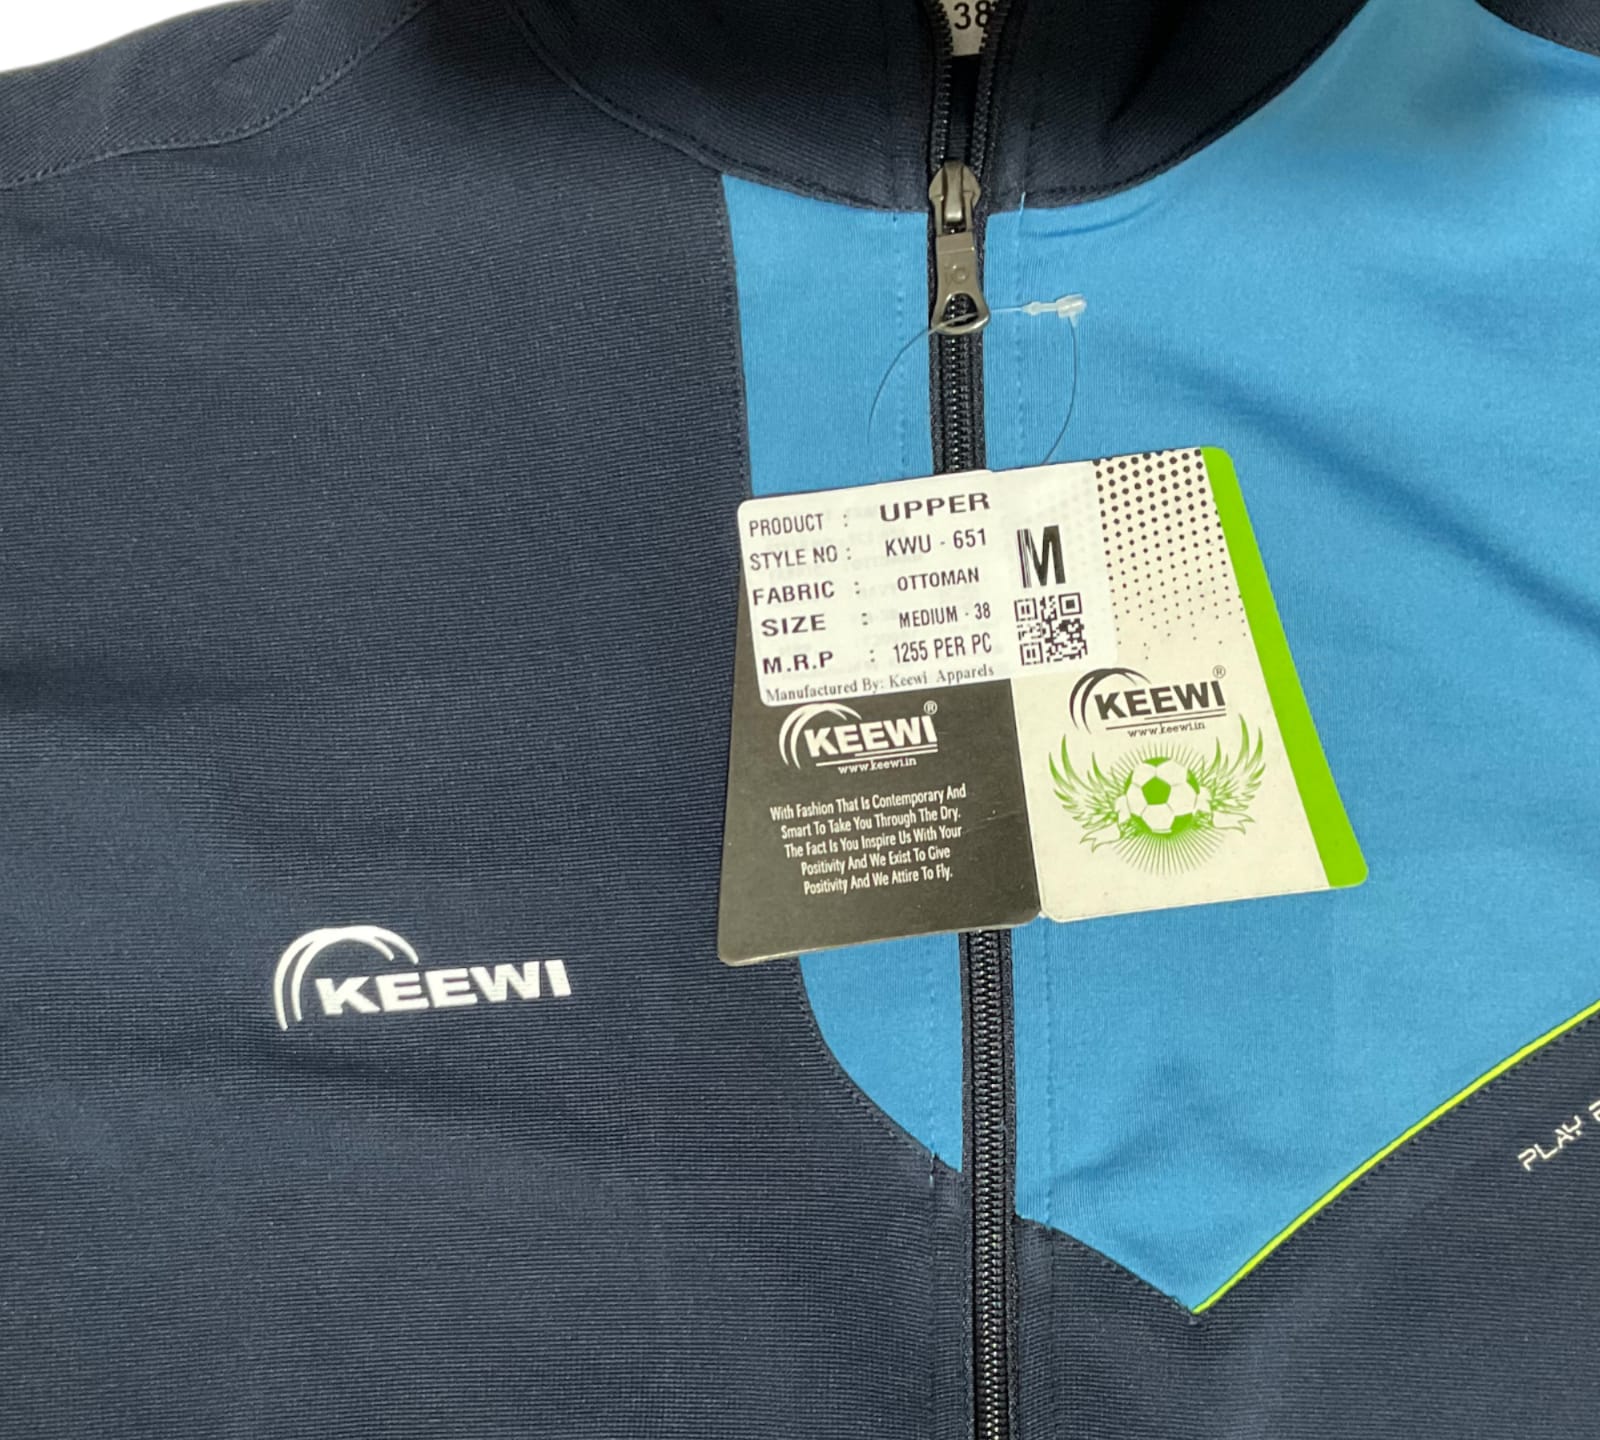 38
PRODUCT : UPPER
STYLE NO : KWU - 651
FABRIC : OTTOMAN
SIZE : MEDIUM - 38
M.R.P : 1255 PER PC
Manufactured By: Keewi Apparels
M
KEEWI®
www.keewi.in
With Fashion That Is Contemporary And
Smart To Take You Through The Dry.
The Fact Is You Inspire Us With Your
Positivity And We Exist To Give
Positivity And We Attire To Fly.
KEEWI®
www.keewi.in
KEEWI
PLAY